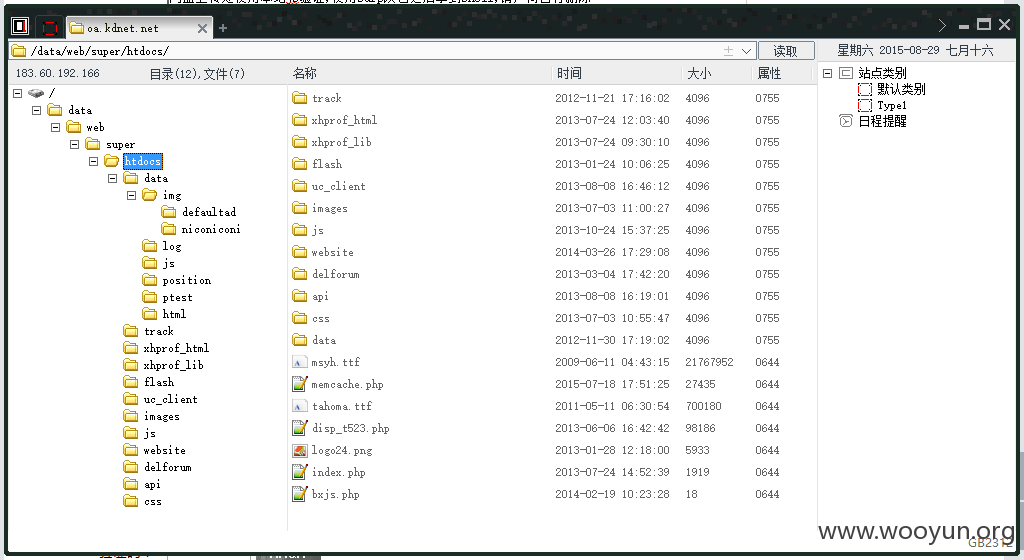 oa.kdnet.net
/data/web/super/htdocs/
读取
星期六 2015-08-29 七月十六
183.60.192.166
目录(12),文件(7)
名称 时间 大小 属性
/
data
web
super
htdocs
data
img
defaultad
niconiconi
log
js
position
ptest
html
track
xhprof_html
xhprof_lib
flash
uc_client
images
js
website
delforum
api
css
track 2012-11-21 17:16:02 4096 0755
xhprof_html 2013-07-24 12:03:40 4096 0755
xhprof_lib 2013-07-24 09:30:10 4096 0755
flash 2013-01-24 10:06:25 4096 0755
uc_client 2013-08-08 16:46:12 4096 0755
images 2013-07-03 11:00:27 4096 0755
js 2013-10-24 15:37:25 4096 0755
website 2014-03-26 17:29:08 4096 0755
delforum 2013-03-04 17:42:20 4096 0755
api 2013-08-08 16:19:01 4096 0755
css 2013-07-03 10:55:47 4096 0755
data 2012-11-30 17:19:02 4096 0755
msyh.ttf 2009-06-11 04:43:15 21767952 0644
memcache.php 2015-07-18 17:51:25 27435 0644
tahoma.ttf 2011-05-11 06:30:54 700180 0644
disp_t523.php 2013-06-06 16:42:42 98186 0644
logo24.png 2013-01-28 12:18:00 5933 0644
index.php 2013-07-24 14:52:39 1919 0644
bxjs.php 2014-02-19 10:23:28 18 0644
站点类别
默认类别
Type1
日程提醒
www.wooyun.org
GB2312